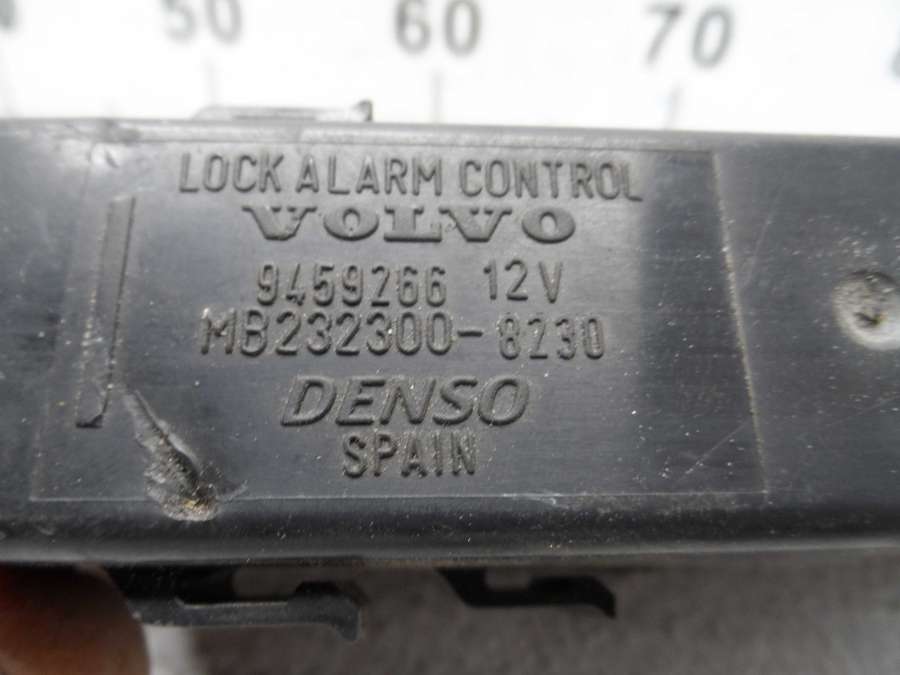 50 60 70
LOCK ALARM CONTROL
VOLVO
9459266 12V
MB232300-8230
DENSO
SPAIN